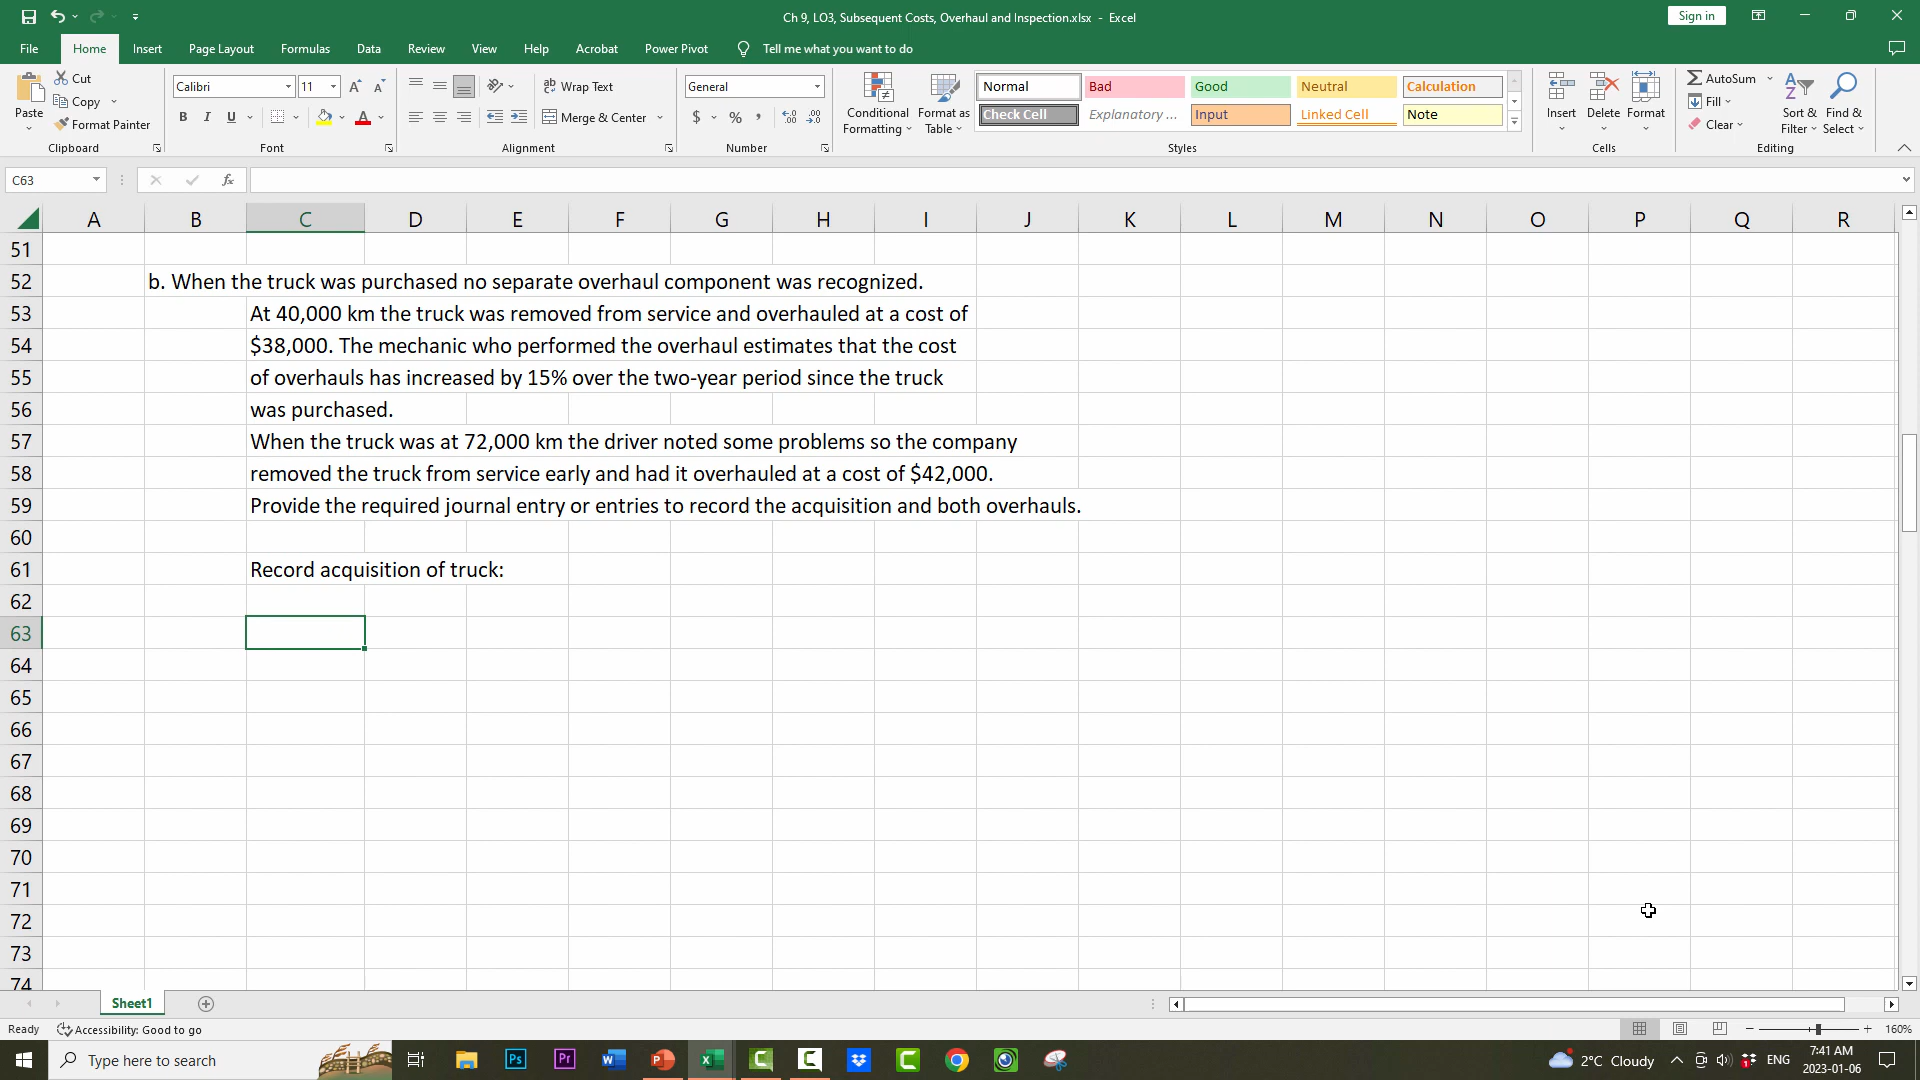 Ch 9, LO3, Subsequent Costs, Overhaul and Inspection.xlsx - Excel
Sign in
File Home Insert Page Layout Formulas Data Review View Help Acrobat Power Pivot Tell me what you want to do
Paste
Cut
Copy
Format Painter
Clipboard
Calibri 11
B I U
Font
Wrap Text
Merge & Center
Alignment
General
$ % ,
Number
Conditional Formatting
Format as Table
Normal Bad Good Neutral Calculation
Check Cell Explanatory ... Input Linked Cell Note
Styles
Insert Delete Format
Cells
AutoSum
Fill
Clear
Sort & Filter
Find & Select
Editing
C63 fx
A B C D E F G H I J K L M N O P Q R
51
52 b. When the truck was purchased no separate overhaul component was recognized.
53 At 40,000 km the truck was removed from service and overhauled at a cost of
54 $38,000. The mechanic who performed the overhaul estimates that the cost
55 of overhauls has increased by 15% over the two-year period since the truck
56 was purchased.
57 When the truck was at 72,000 km the driver noted some problems so the company
58 removed the truck from service early and had it overhauled at a cost of $42,000.
59 Provide the required journal entry or entries to record the acquisition and both overhauls.
60
61 Record acquisition of truck:
62
63
64
65
66
67
68
69
70
71
72
73
74
Sheet1
Ready Accessibility: Good to go 160%
Type here to search
2°C Cloudy ENG
7:41 AM
2023-01-06